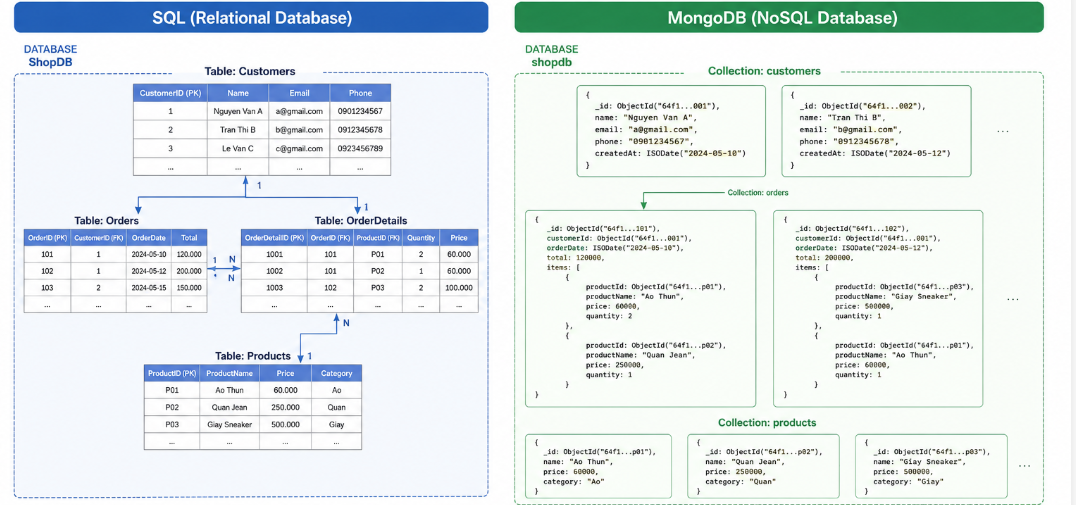 SQL (Relational Database)
DATABASE
ShopDB
Table: Customers
CustomerID (PK) Name Email Phone
1 Nguyen Van A a@gmail.com 0901234567
2 Tran Thi B b@gmail.com 0912345678
3 Le Van C c@gmail.com 0923456789
... ... ... ...
1
1
Table: Orders
OrderID (PK) CustomerID (FK) OrderDate Total
101 1 2024-05-10 120.000
102 1 2024-05-12 200.000
103 2 2024-05-15 150.000
... ... ... ...
1 N
N
Table: OrderDetails
OrderDetailID (PK) OrderID (FK) ProductID (FK) Quantity Price
1001 101 P01 2 60.000
1002 101 P02 1 60.000
1003 102 P03 2 100.000
... ... ... ... ...
N
1
Table: Products
ProductID (PK) ProductName Price Category
P01 Ao Thun 60.000 Ao
P02 Quan Jean 250.000 Quan
P03 Giay Sneaker 500.000 Giay
... ... ... ...
MongoDB (NoSQL Database)
DATABASE
shopdb
Collection: customers
{
_id: ObjectId("64f1...001"),
name: "Nguyen Van A",
email: "a@gmail.com",
phone: "0901234567",
createdAt: ISODate("2024-05-10")
}
{
_id: ObjectId("64f1...002"),
name: "Tran Thi B",
email: "b@gmail.com",
phone: "0912345678",
createdAt: ISODate("2024-05-12")
}
...
Collection: orders
{
_id: ObjectId("64f1...101"),
customerId: ObjectId("64f1...001"),
orderDate: ISODate("2024-05-10"),
total: 120000,
items: [
{
productId: ObjectId("64f1...p01"),
productName: "Ao Thun",
price: 60000,
quantity: 2
},
{
productId: ObjectId("64f1...p02"),
productName: "Quan Jean",
price: 250000,
quantity: 1
}
}
{
_id: ObjectId("64f1...102"),
customerId: ObjectId("64f1...001"),
orderDate: ISODate("2024-05-12"),
total: 200000,
items: [
{
productId: ObjectId("64f1...p03"),
productName: "Giay Sneaker",
price: 500000,
quantity: 1
},
{
productId: ObjectId("64f1...p01"),
productName: "Ao Thun",
price: 60000,
quantity: 1
}
}
...
Collection: products
{
_id: ObjectId("64f1...p01"),
name: "Ao Thun",
price: 60000,
category: "Ao"
}
{
_id: ObjectId("64f1...p02"),
name: "Quan Jean",
price: 250000,
category: "Quan"
}
{
_id: ObjectId("64f1...p03"),
name: "Giay Sneaker",
price: 500000,
category: "Giay"
}
...